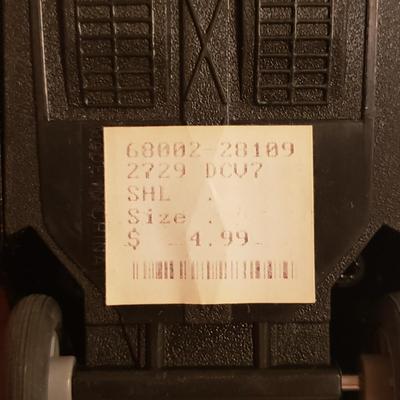 68002-28109
2729 DCV7
SHL .
Size .
$ 4.99